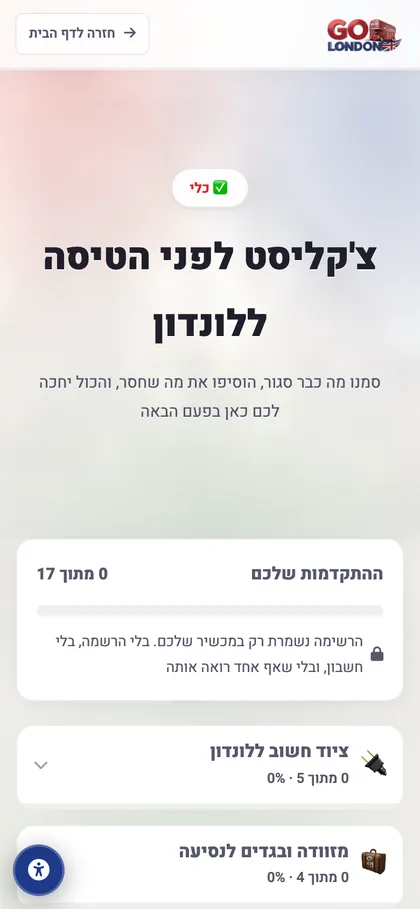 GO
LONDON
חזרה לדף הבית →
✅ כלי
צ'קליסט לפני הטיסה
ללונדון
סמנו מה כבר סגור, הוסיפו את מה שחסר, והכול יחכה
לכם כאן בפעם הבאה
ההתקדמות שלכם
0 מתוך 17
הרשימה נשמרת רק במכשיר שלכם. בלי הרשמה, בלי
חשבון, ובלי שאף אחד רואה אותה
ציוד חשוב ללונדון
0 מתוך 5 · 0%
מזוודה ובגדים לנסיעה
0 מתוך 4 · 0%